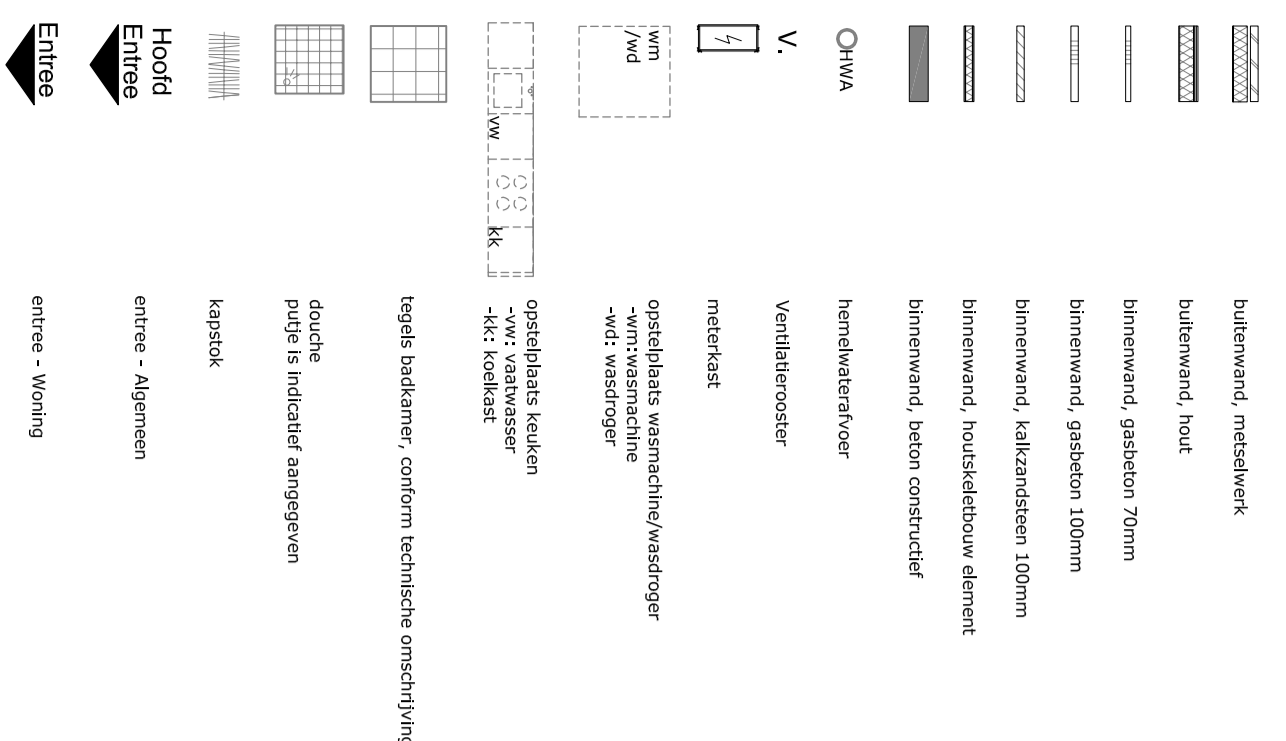 buitenwand, metselwerk
buitenwand, hout
binnenwand, gasbeton 70mm
binnenwand, gasbeton 100mm
binnenwand, kalkzandsteen 100mm
binnenwand, houtskeletbouw element
binnenwand, beton constructief
HWA
hemelwaterafvoer
V.
Ventilatierooster
meterkast
wm
/wd
opstelplaats wasmachine/wasdroger
-wm:wasmachine
-wd: wasdroger
vw
kk
opstelplaats keuken
-vw: vaatwasser
-kk: koelkast
tegels badkamer, conform technische omschrijving
douche
putje is indicatief aangegeven
kapstok
Hoofd
Entree
entree - Algemeen
Entree
entree - Woning